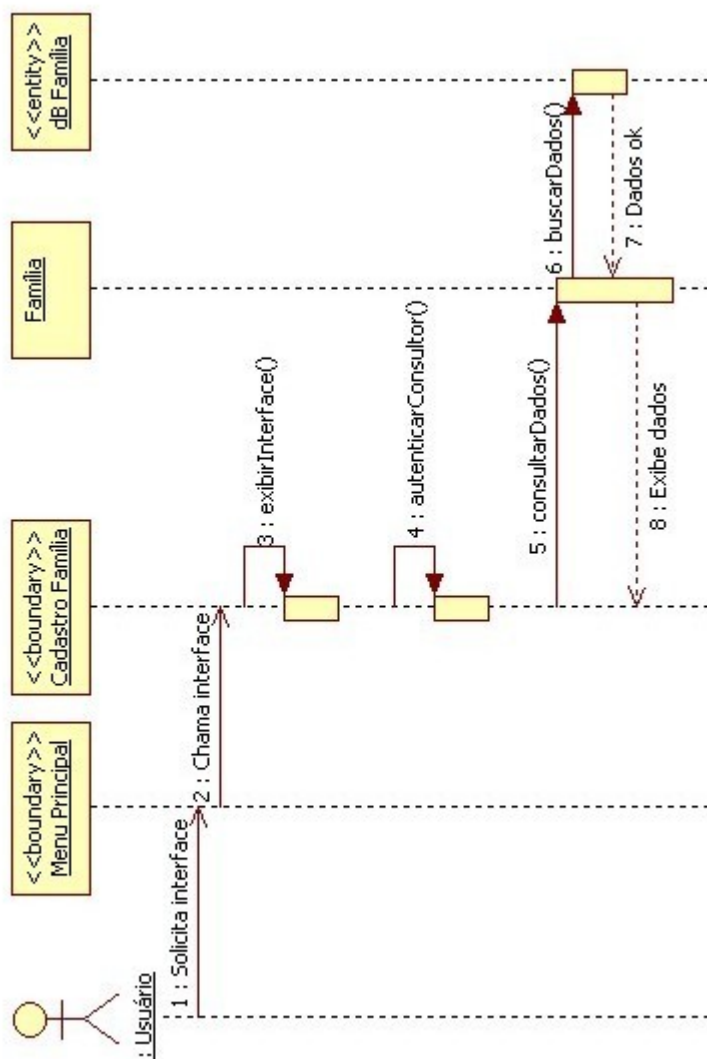 : Usuário
<<boundary>>
Menu Principal
<<boundary>>
Cadastro Família
Família
<<entity>>
dB Família
1 : Solicita interface
2 : Chama interface
3 : exibirInterface()
4 : autenticarConsultor()
5 : consultarDados()
6 : buscarDados()
7 : Dados ok
8 : Exibe dados